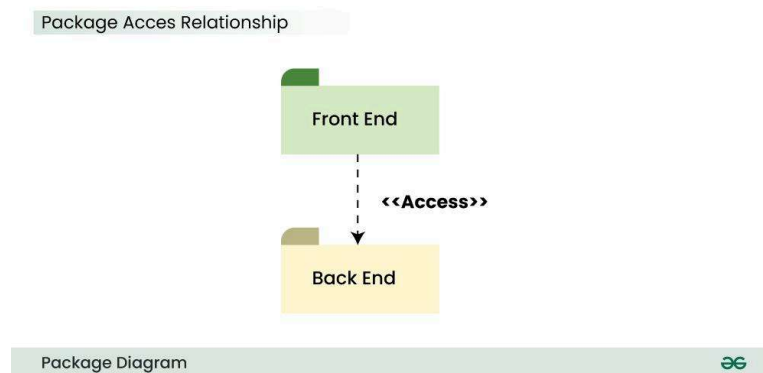 Package Acces Relationship
Front End
<<Access>>
Back End
Package Diagram